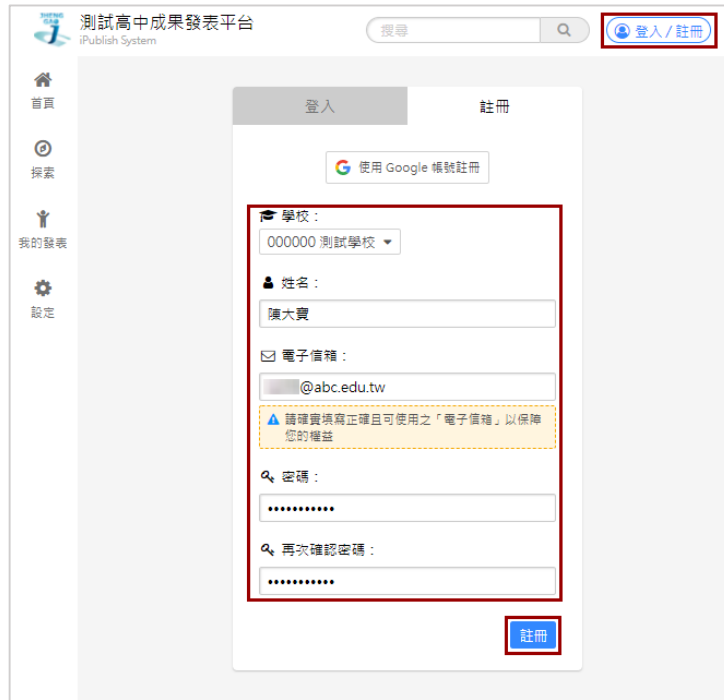 SHENG
測試高中成果發表平台
iPublish System
搜尋
登入 / 註冊
首頁
探索
我的發表
設定
登入
註冊
G 使用 Google 帳號註冊
學校：
000000 測試學校
姓名：
陳大寶
電子信箱：
@abc.edu.tw
請確實填寫正確且可使用之「電子信箱」以保障
您的權益
密碼：
•••••••••••
再次確認密碼：
•••••••••••
註冊